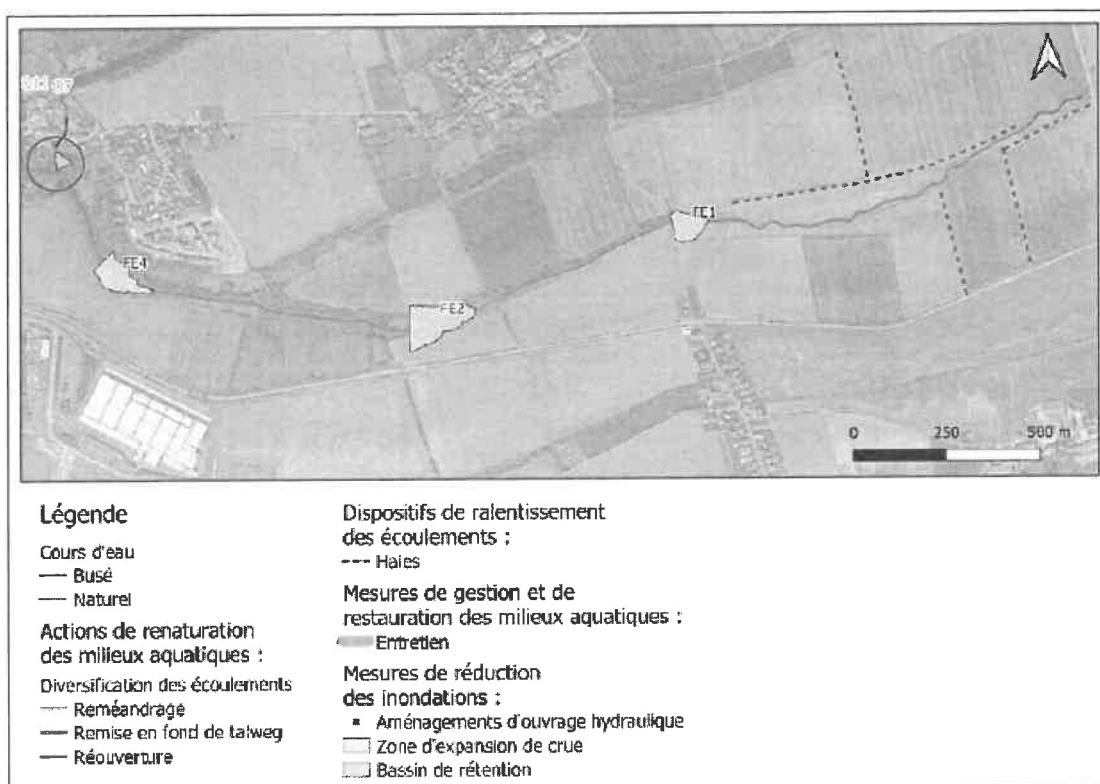 FE1
FE4
FE2
0 250 500 m
Légende
Cours d'eau
Busé
Naturel
Actions de renaturation
des milieux aquatiques :
Diversification des écoulements
Reméandrage
Remise en fond de talweg
Réouverture
Dispositifs de ralentissement
des écoulements :
Haies
Mesures de gestion et de
restauration des milieux aquatiques :
Entretien
Mesures de réduction
des inondations :
Aménagements d'ouvrage hydraulique
Zone d'expansion de crue
Bassin de rétention